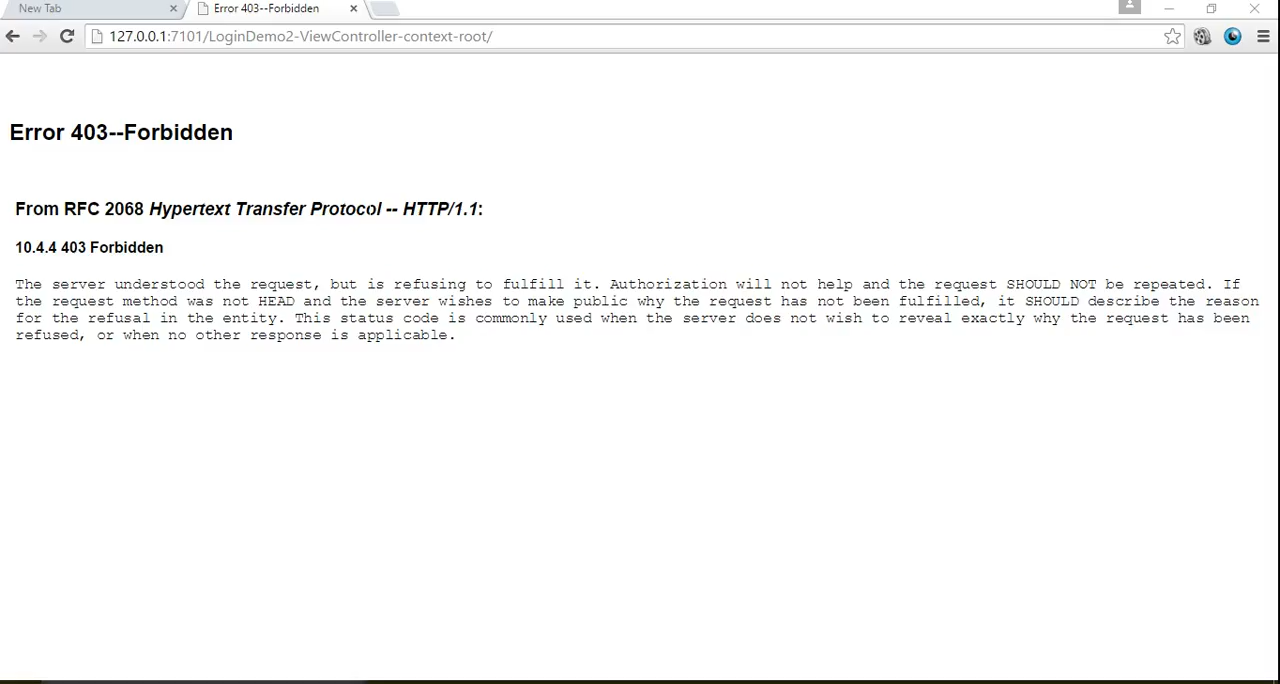 New Tab
Error 403--Forbidden
127.0.0.1:7101/LoginDemo2-ViewController-context-root/
Error 403--Forbidden
From RFC 2068 Hypertext Transfer Protocol -- HTTP/1.1:
10.4.4 403 Forbidden
The server understood the request, but is refusing to fulfill it. Authorization will not help and the request SHOULD NOT be repeated. If
the request method was not HEAD and the server wishes to make public why the request has not been fulfilled, it SHOULD describe the reason
for the refusal in the entity. This status code is commonly used when the server does not wish to reveal exactly why the request has been
refused, or when no other response is applicable.